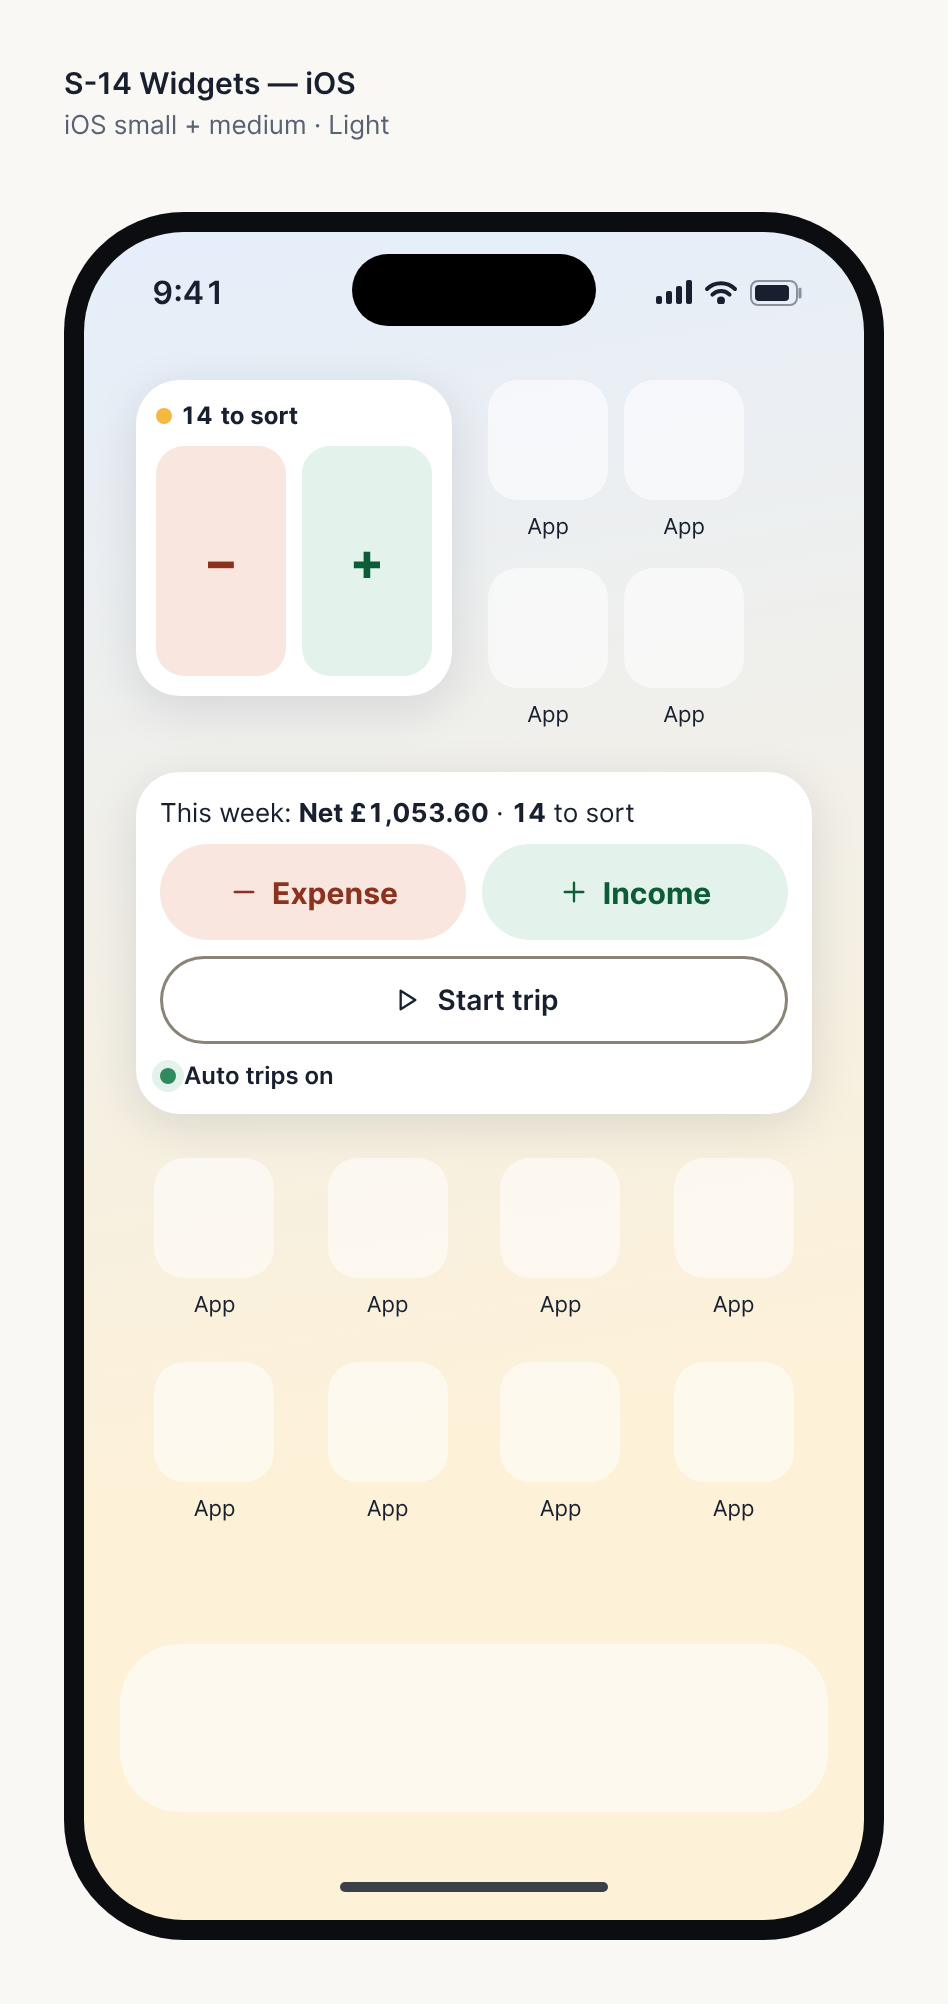 S-14 Widgets — iOS
iOS small + medium · Light
9:41
14 to sort
−
+
App
App
App
App
This week: Net £1,053.60 · 14 to sort
− Expense
+ Income
Start trip
Auto trips on
App
App
App
App
App
App
App
App